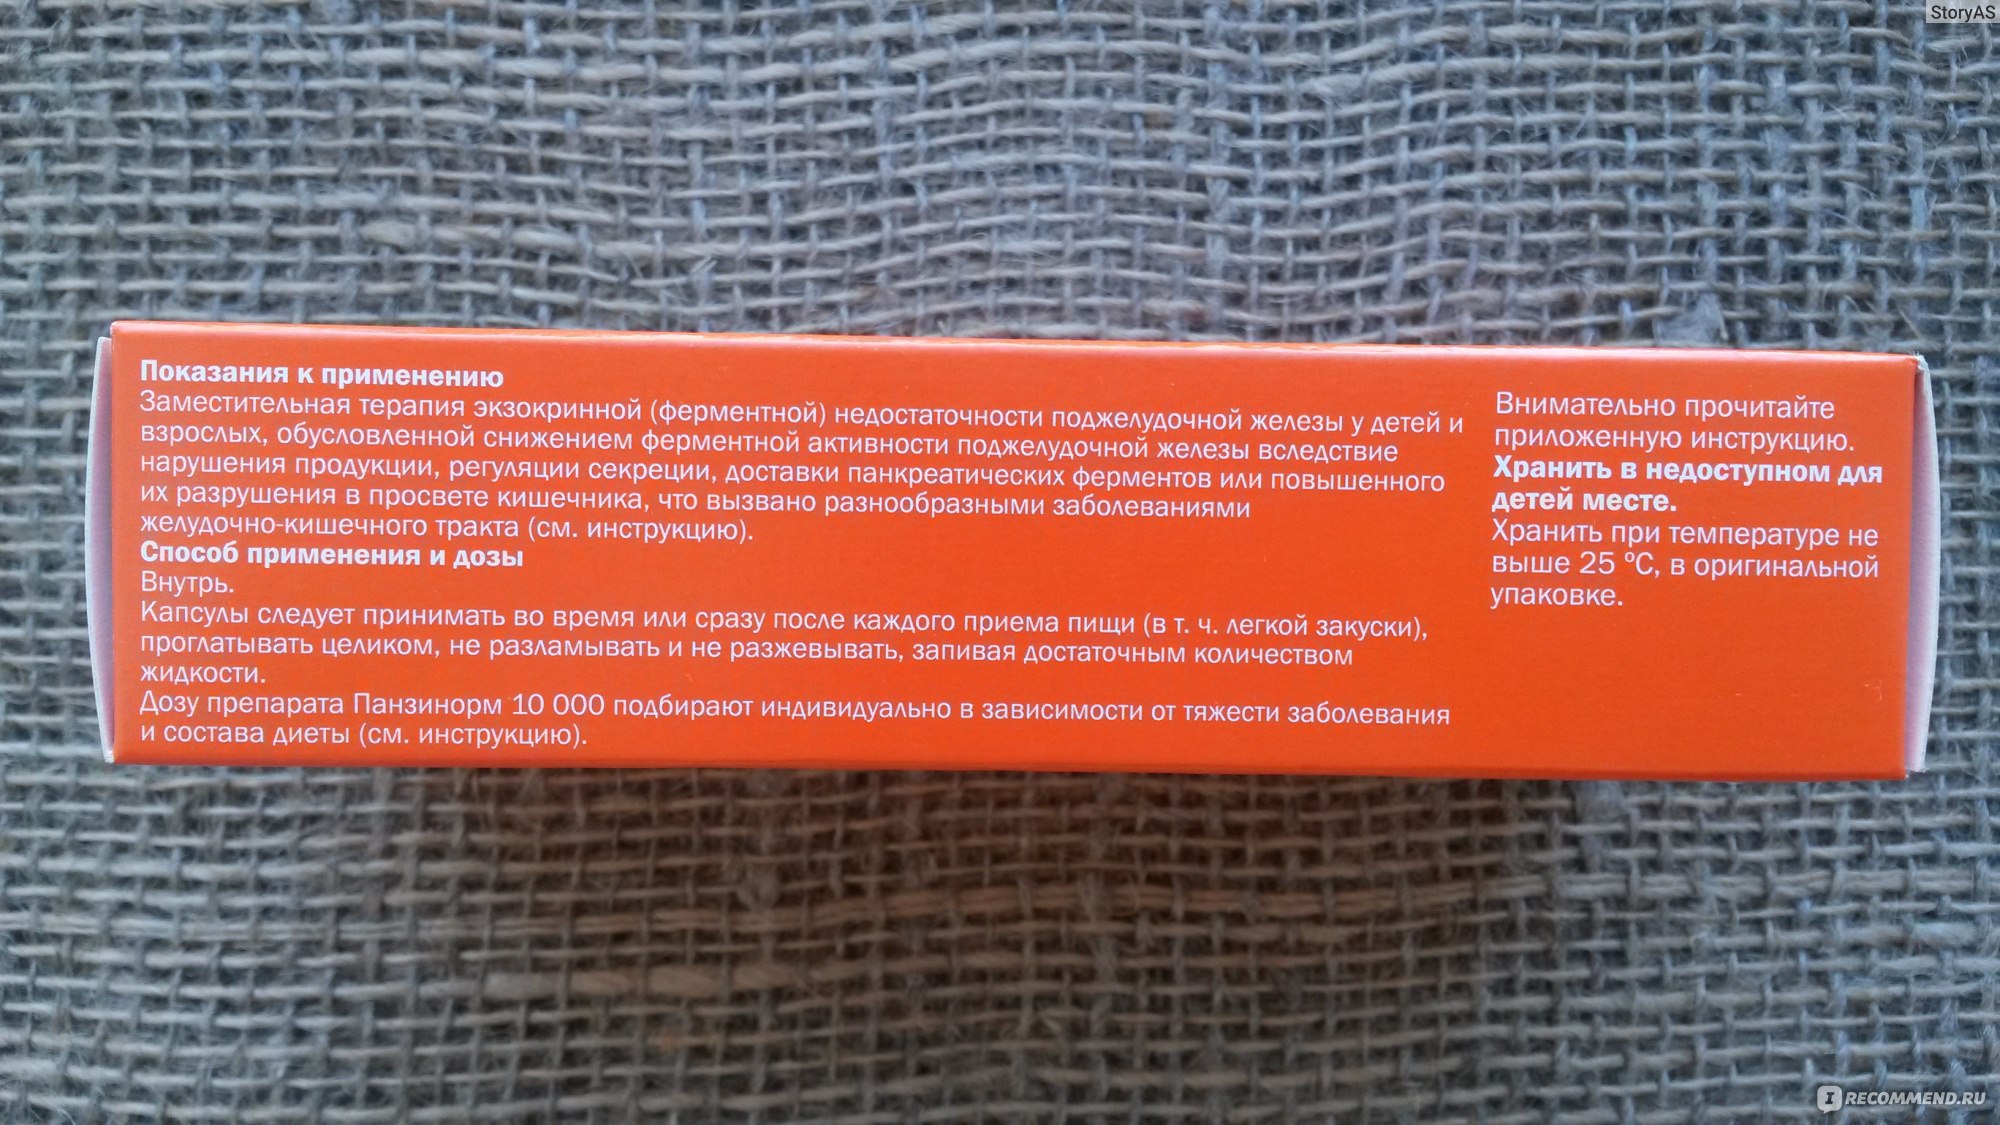 StoryAS
Показания к применению
Заместительная терапия экзокринной (ферментной) недостаточности поджелудочной железы у детей и
взрослых, обусловленной снижением ферментной активности поджелудочной железы вследствие
нарушения продукции, регуляции секреции, доставки панкреатических ферментов или повышенного
их разрушения в просвете кишечника, что вызвано разнообразными заболеваниями
желудочно-кишечного тракта (см. инструкцию).
Способ применения и дозы
Внутрь.
Капсулы следует принимать во время или сразу после каждого приема пищи (в т. ч. легкой закуски),
проглатывать целиком, не разламывать и не разжевывать, запивая достаточным количеством
жидкости.
Дозу препарата Панзинорм 10 000 подбирают индивидуально в зависимости от тяжести заболевания
и состава диеты (см. инструкцию).
Внимательно прочитайте
приложенную инструкцию.
Хранить в недоступном для
детей месте.
Хранить при температуре не
выше 25 ºC, в оригинальной
упаковке.
I RECOMMEND.RU